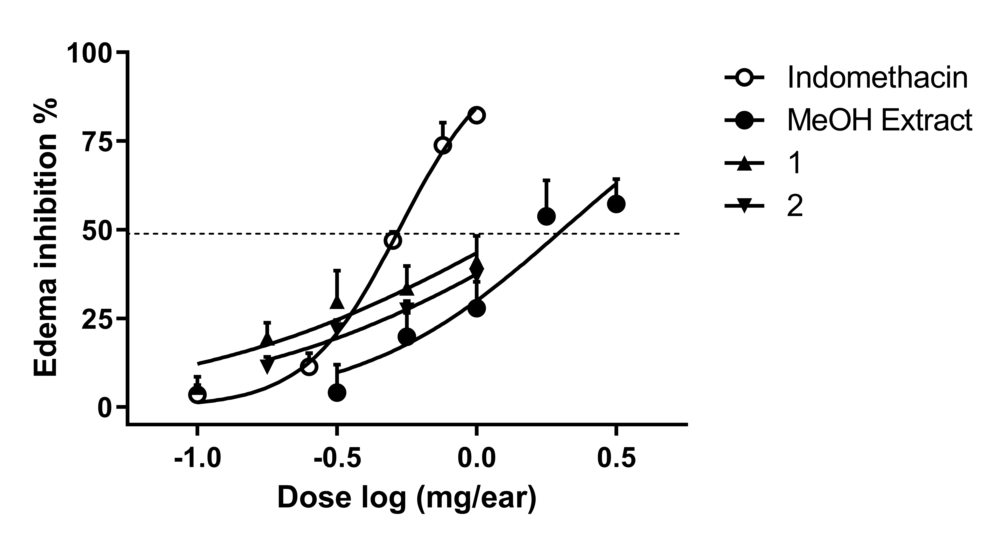 Edema inhibition %
100
75
50
25
0
-1.0
-0.5
0.0
0.5
Dose log (mg/ear)
Indomethacin
MeOH Extract
1
2